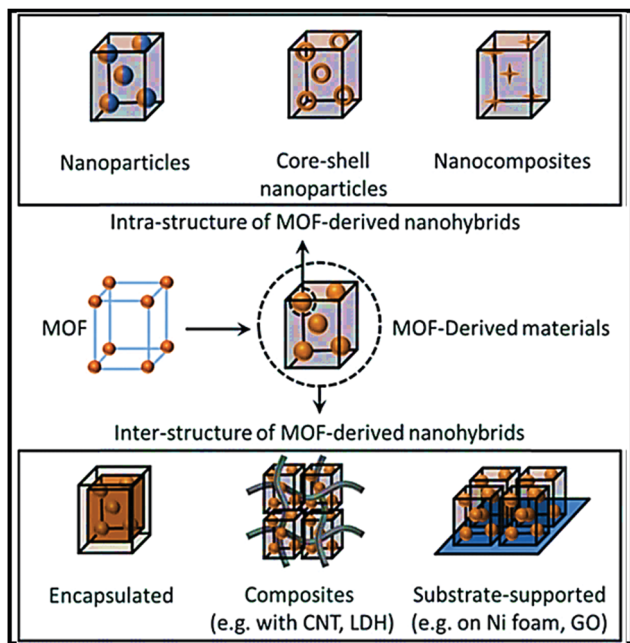 Nanoparticles
Core-shell
nanoparticles
Nanocomposites
Intra-structure of MOF-derived nanohybrids
MOF
MOF-Derived materials
Inter-structure of MOF-derived nanohybrids
Encapsulated
Composites
(e.g. with CNT, LDH)
Substrate-supported
(e.g. on Ni foam, GO)